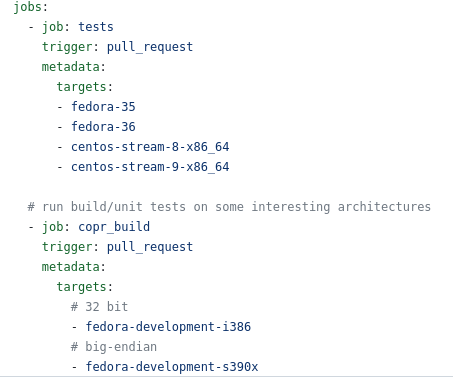 jobs:
  - job: tests
    trigger: pull_request
    metadata:
      targets:
      - fedora-35
      - fedora-36
      - centos-stream-8-x86_64
      - centos-stream-9-x86_64

  # run build/unit tests on some interesting architectures
  - job: copr_build
    trigger: pull_request
    metadata:
      targets:
        # 32 bit
        - fedora-development-i386
        # big-endian
        - fedora-development-s390x